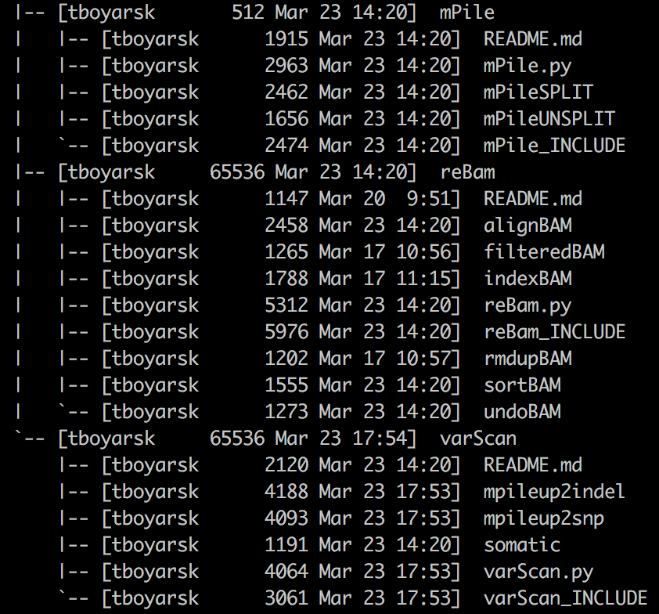 |-- [tboyarsk      512 Mar 23 14:20]  mPile
|   |-- [tboyarsk     1915 Mar 23 14:20]  README.md
|   |-- [tboyarsk     2963 Mar 23 14:20]  mPile.py
|   |-- [tboyarsk     2462 Mar 23 14:20]  mPileSPLIT
|   |-- [tboyarsk     1656 Mar 23 14:20]  mPileUNSPLIT
|   `-- [tboyarsk     2474 Mar 23 14:20]  mPile_INCLUDE
|-- [tboyarsk    65536 Mar 23 14:20]  reBam
|   |-- [tboyarsk     1147 Mar 20  9:51]  README.md
|   |-- [tboyarsk     2458 Mar 23 14:20]  alignBAM
|   |-- [tboyarsk     1265 Mar 17 10:56]  filteredBAM
|   |-- [tboyarsk     1788 Mar 17 11:15]  indexBAM
|   |-- [tboyarsk     5312 Mar 23 14:20]  reBam.py
|   |-- [tboyarsk     5976 Mar 23 14:20]  reBam_INCLUDE
|   |-- [tboyarsk     1202 Mar 17 10:57]  rmdupBAM
|   |-- [tboyarsk     1555 Mar 23 14:20]  sortBAM
|   `-- [tboyarsk     1273 Mar 23 14:20]  undoBAM
`-- [tboyarsk    65536 Mar 23 17:54]  varScan
    |-- [tboyarsk     2120 Mar 23 14:20]  README.md
    |-- [tboyarsk     4188 Mar 23 17:53]  mpileup2indel
    |-- [tboyarsk     4093 Mar 23 17:53]  mpileup2snp
    |-- [tboyarsk     1191 Mar 23 14:20]  somatic
    |-- [tboyarsk     4064 Mar 23 17:53]  varScan.py
    `-- [tboyarsk     3061 Mar 23 17:53]  varScan_INCLUDE